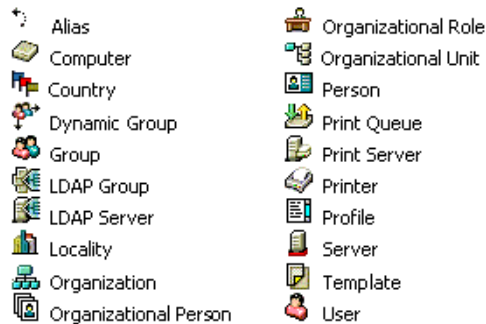 Alias
Computer
Country
Dynamic Group
Group
LDAP Group
LDAP Server
Locality
Organization
Organizational Person
Organizational Role
Organizational Unit
Person
Print Queue
Print Server
Printer
Profile
Server
Template
User